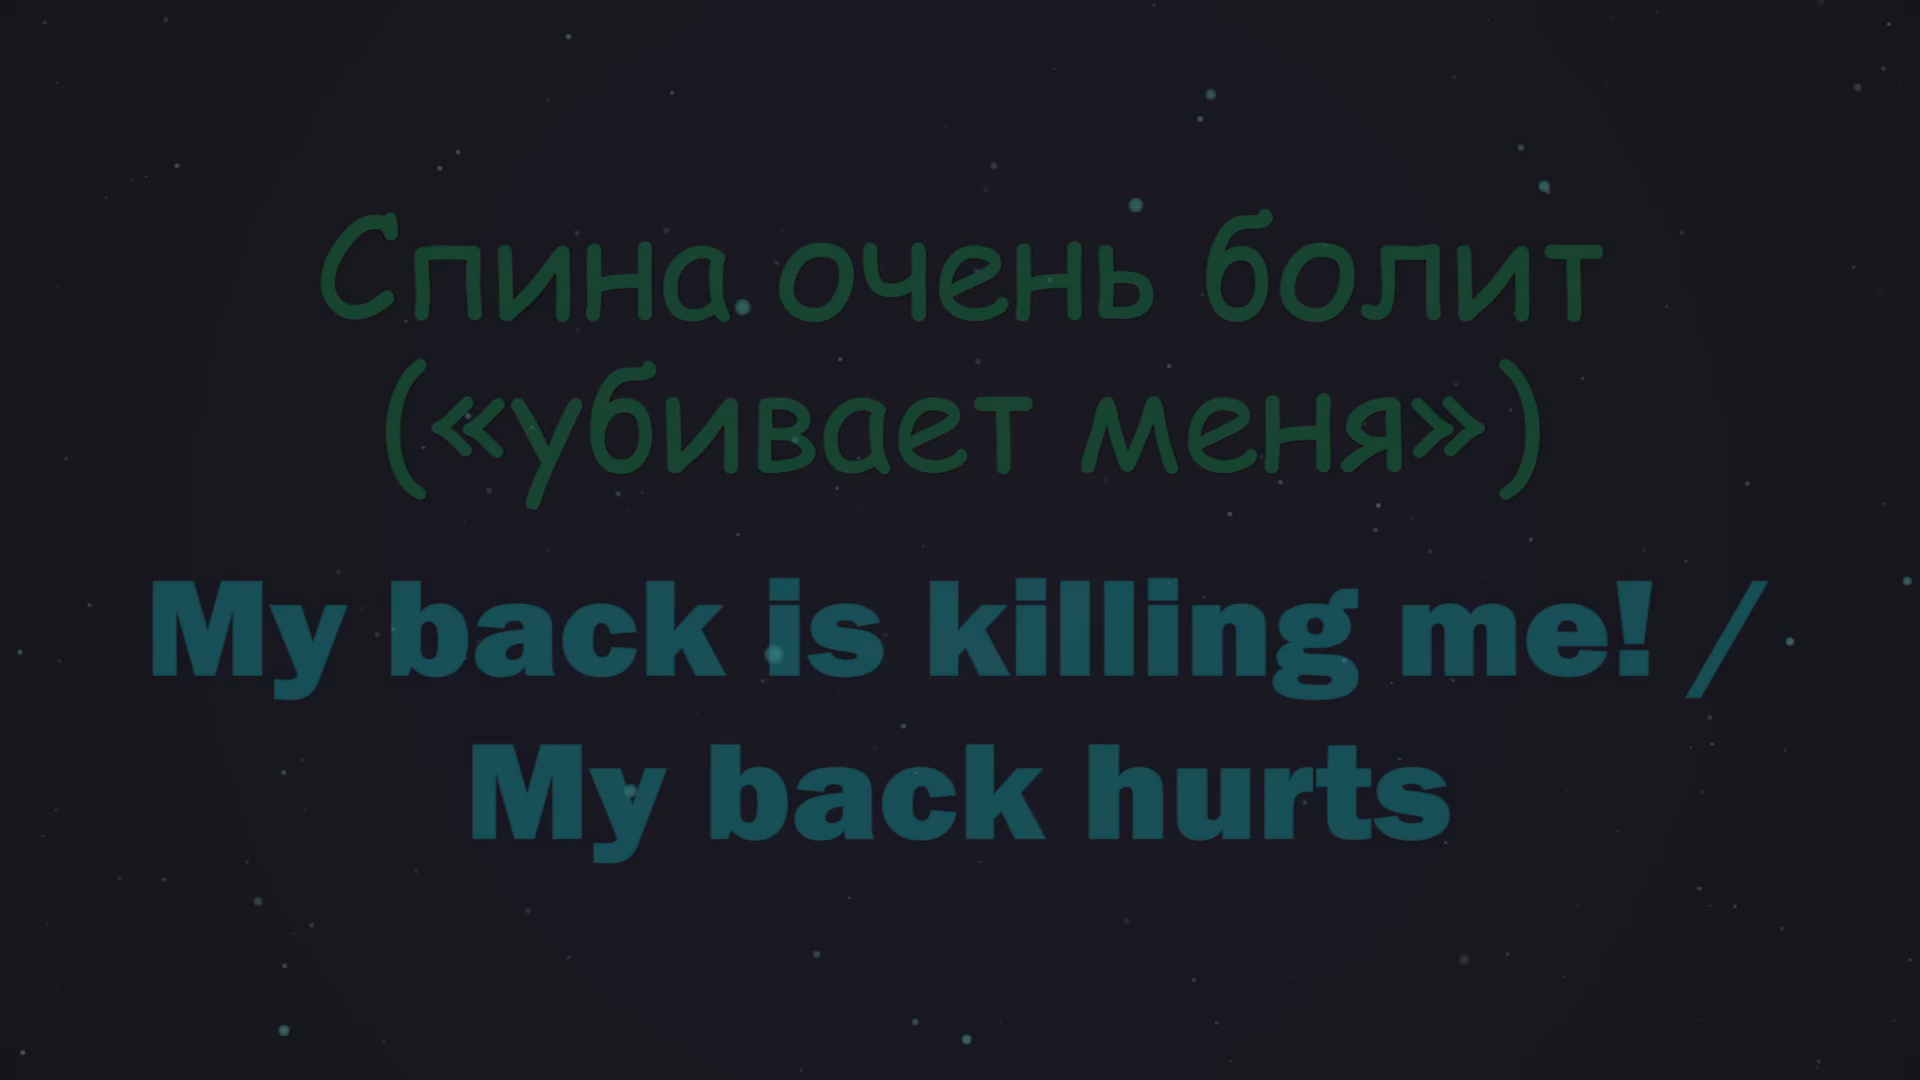 Спина очень болит
(«убивает меня»)
My back is killing me! /
My back hurts